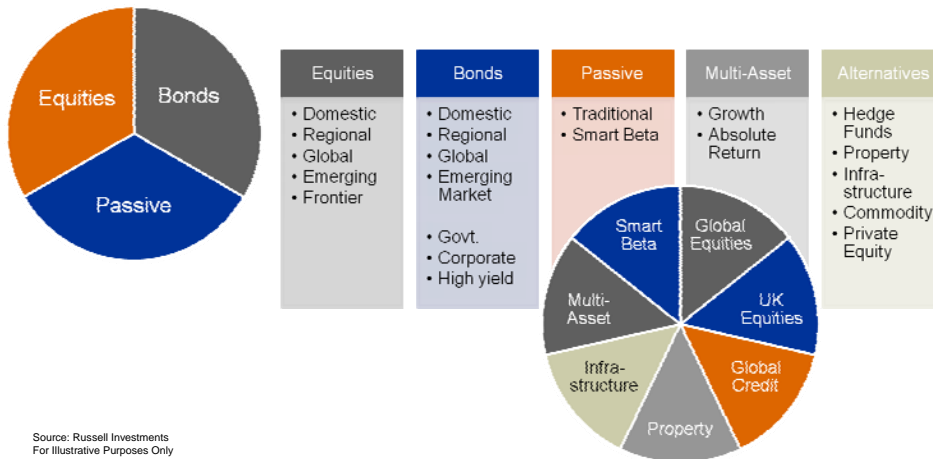 Equities
Bonds
Passive
Equities
• Domestic
• Regional
• Global
• Emerging
• Frontier
Bonds
• Domestic
• Regional
• Global
• Emerging
Market
• Govt.
• Corporate
• High yield
Passive
• Traditional
• Smart Beta
Multi-Asset
• Growth
• Absolute
Return
Alternatives
• Hedge
Funds
• Property
• Infra-
structure
• Commodity
• Private
Equity
Smart
Beta
Global
Equities
Multi-
Asset
UK
Equities
Infra-
structure
Global
Credit
Property
Source: Russell Investments
For Illustrative Purposes Only